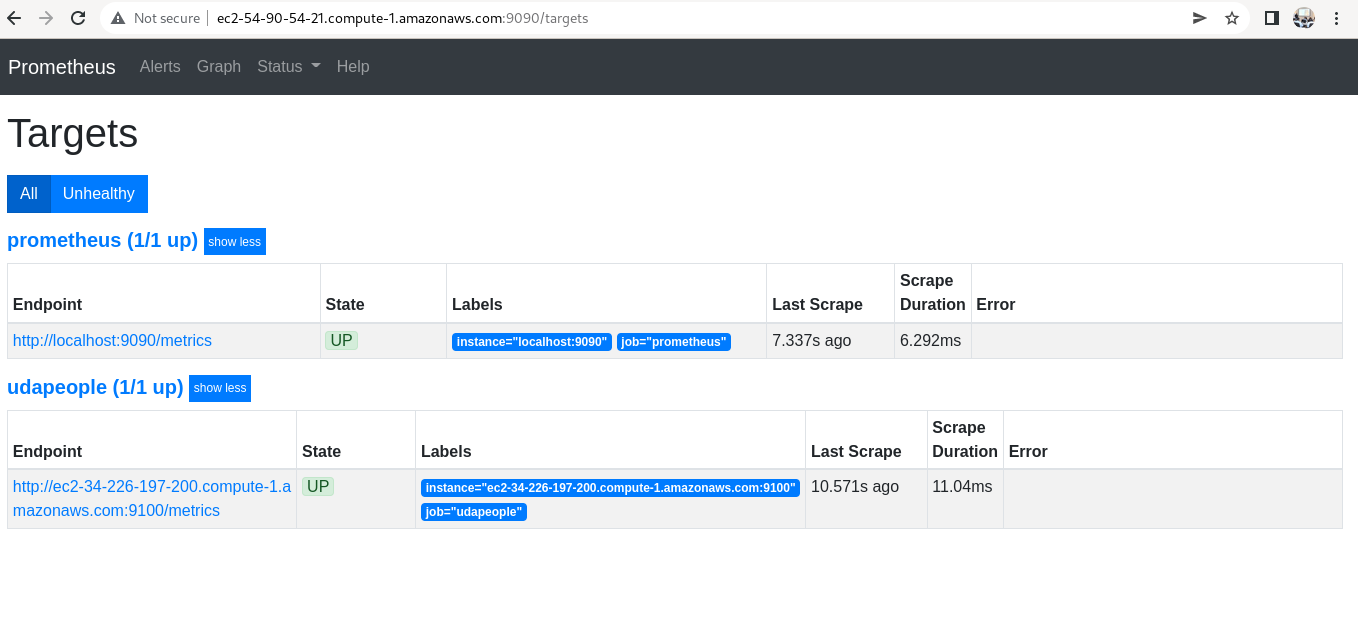 Not secure | ec2-54-90-54-21.compute-1.amazonaws.com:9090/targets
Prometheus Alerts Graph Status Help
Targets
All Unhealthy
prometheus (1/1 up) show less
Endpoint State Labels Last Scrape Scrape Duration Error
http://localhost:9090/metrics UP instance="localhost:9090" job="prometheus" 7.337s ago 6.292ms
udapeople (1/1 up) show less
Endpoint State Labels Last Scrape Scrape Duration Error
http://ec2-34-226-197-200.compute-1.a UP instance="ec2-34-226-197-200.compute-1.amazonaws.com:9100" 10.571s ago 11.04ms
mazonaws.com:9100/metrics job="udapeople"